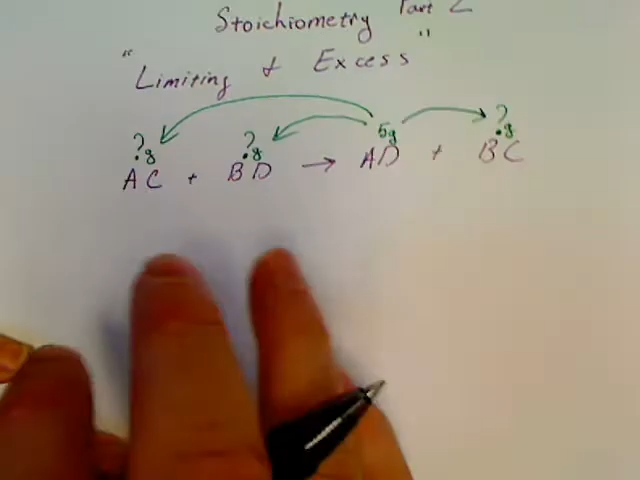 Stoichiometry Part 2
"Limiting & Excess"
?g ?g 5g ?g
AC + BD → AD + BC